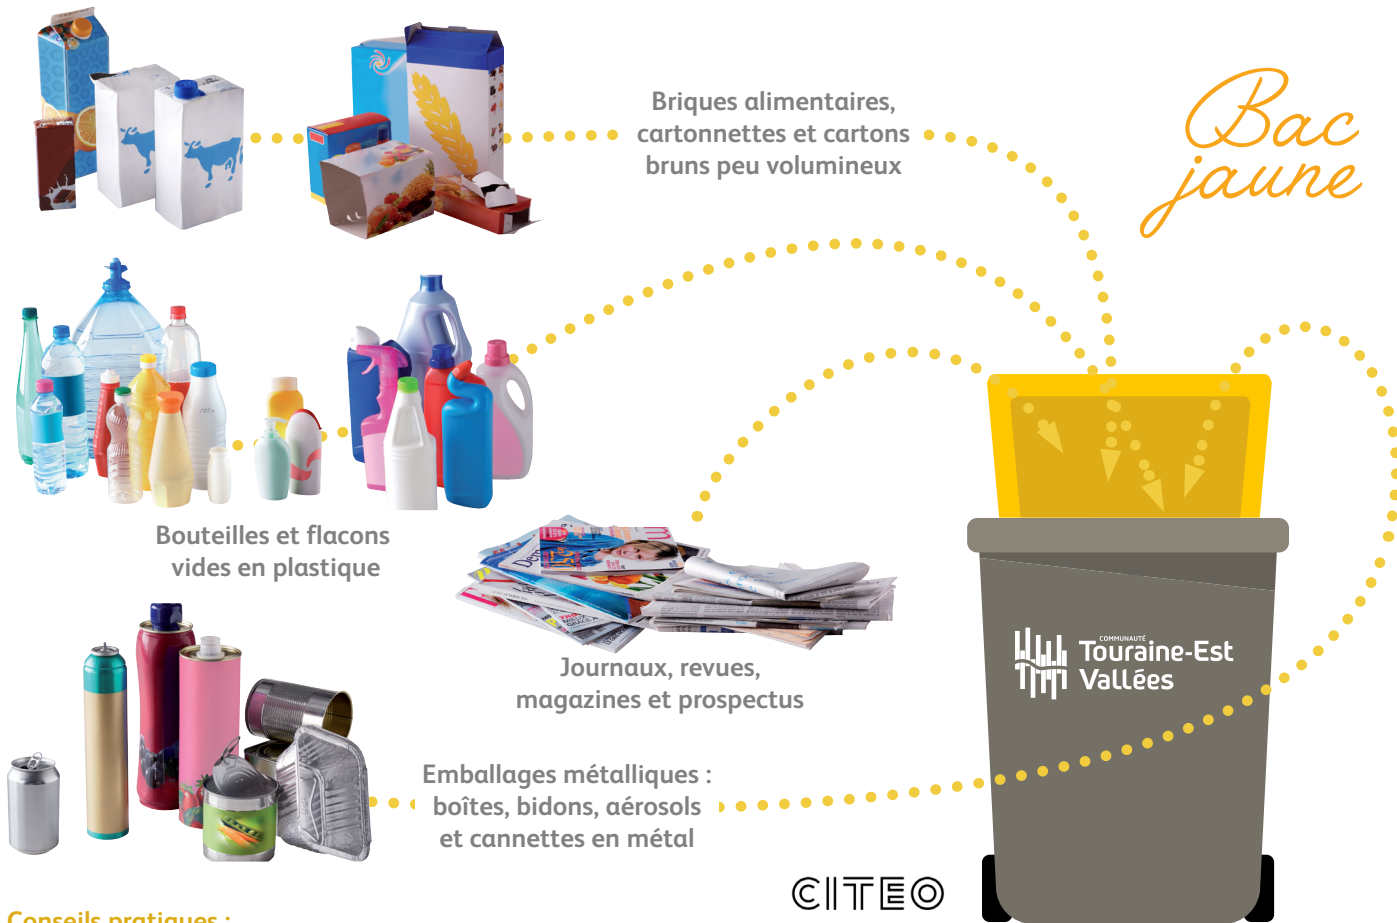 Bac
jaune
Briques alimentaires,
cartonnettes et cartons
bruns peu volumineux
Bouteilles et flacons
vides en plastique
Journaux, revues,
magazines et prospectus
COMMUNAUTÉ
Touraine-Est
Vallées
Emballages métalliques :
boîtes, bidons, aérosols
et cannettes en métal
CITEO
Conseils pratiques :